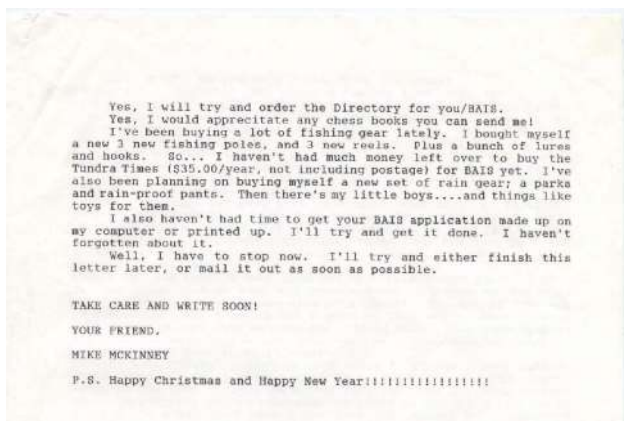 Yes, I will try and order the Directory for you/BAIS.
Yes, I would apprecitate any chess books you can send me!
I've been buying a lot of fishing gear lately. I bought myself
a new 3 new fishing poles, and 3 new reels. Plus a bunch of lures
and hooks. So... I haven't had much money left over to buy the
Tundra Times ($35.00/year, not including postage) for BAIS yet. I've
also been planning on buying myself a new set of rain gear; a parka
and rain-proof pants. Then there's my little boys....and things like
toys for them.
I also haven't had time to get your BAIS application made up on
my computer or printed up. I'll try and get it done. I haven't
forgotten about it.
Well, I have to stop now. I'll try and either finish this
letter later, or mail it out as soon as possible.
TAKE CARE AND WRITE SOON!
YOUR FRIEND,
MIKE MCKINNEY
P.S. Happy Christmas and Happy New Year!!!!!!!!!!!!!!!!!!